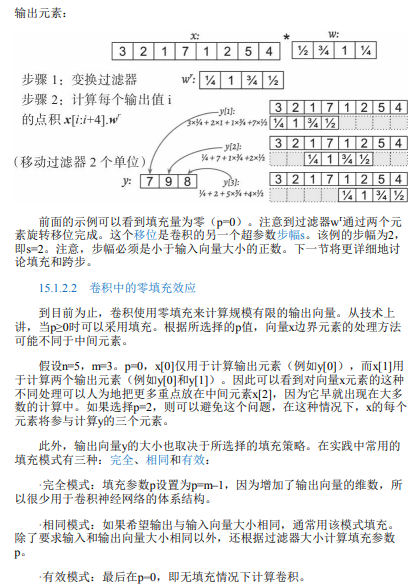 输出元素：
x: * w:
3 2 1 7 1 2 5 4 ½ ¾ 1 ¼
步骤 1：变换过滤器 wʳ: ¼ 1 ¾ ½
步骤 2：计算每个输出值 i
的点积 x[i:i+4].wʳ
y[1]:
3×¼ + 2×1 + 1×¾ +7×½
3 2 1 7 1 2 5 4
¼ 1 ¾ ½
y[2]:
¼ + 7 + 1×¾ +2×½
3 2 1 7 1 2 5 4
¼ 1 ¾ ½
（移动过滤器 2 个单位）
y: 7 9 8
y[3]:
¼ + 2 + 5×¾ +4×½
3 2 1 7 1 2 5 4
¼ 1 ¾ ½
前面的示例可以看到填充量为零（p=0）。注意到过滤器wʳ通过两个元
素旋转移位完成。这个移位是卷积的另一个超参数步幅s。该例的步幅为2，
即s=2。注意，步幅必须是小于输入向量大小的正数。下一节将更详细地讨
论填充和跨步。
15.1.2.2 卷积中的零填充效应
到目前为止，卷积使用零填充来计算规模有限的输出向量。从技术上
讲，当p≥0时可以采用填充。根据所选择的p值，向量x边界元素的处理方法
可能不同于中间元素。
假设n=5，m=3。p=0，x[0]仅用于计算输出元素（例如y[0]），而x[1]用
于计算两个输出元素（例如y[0]和y[1]）。因此可以看到对向量x元素的这种
不同处理可以人为地把更多重点放在中间元素x[2]，因为它早就出现在大多
数的计算中。如果选择p=2，则可以避免这个问题，在这种情况下，x的每个
元素将参与计算y的三个元素。
此外，输出向量y的大小也取决于所选择的填充策略。在实践中常用的
填充模式有三种：完全、相同和有效：
·完全模式：填充参数p设置为p=m–1，因为增加了输出向量的维数，所
以很少用于卷积神经网络的体系结构。
·相同模式：如果希望输出与输入向量大小相同，通常用该模式填充。
除了要求输入和输出向量大小相同以外，还根据过滤器大小计算填充参数
p。
·有效模式：最后在p=0，即无填充情况下计算卷积。